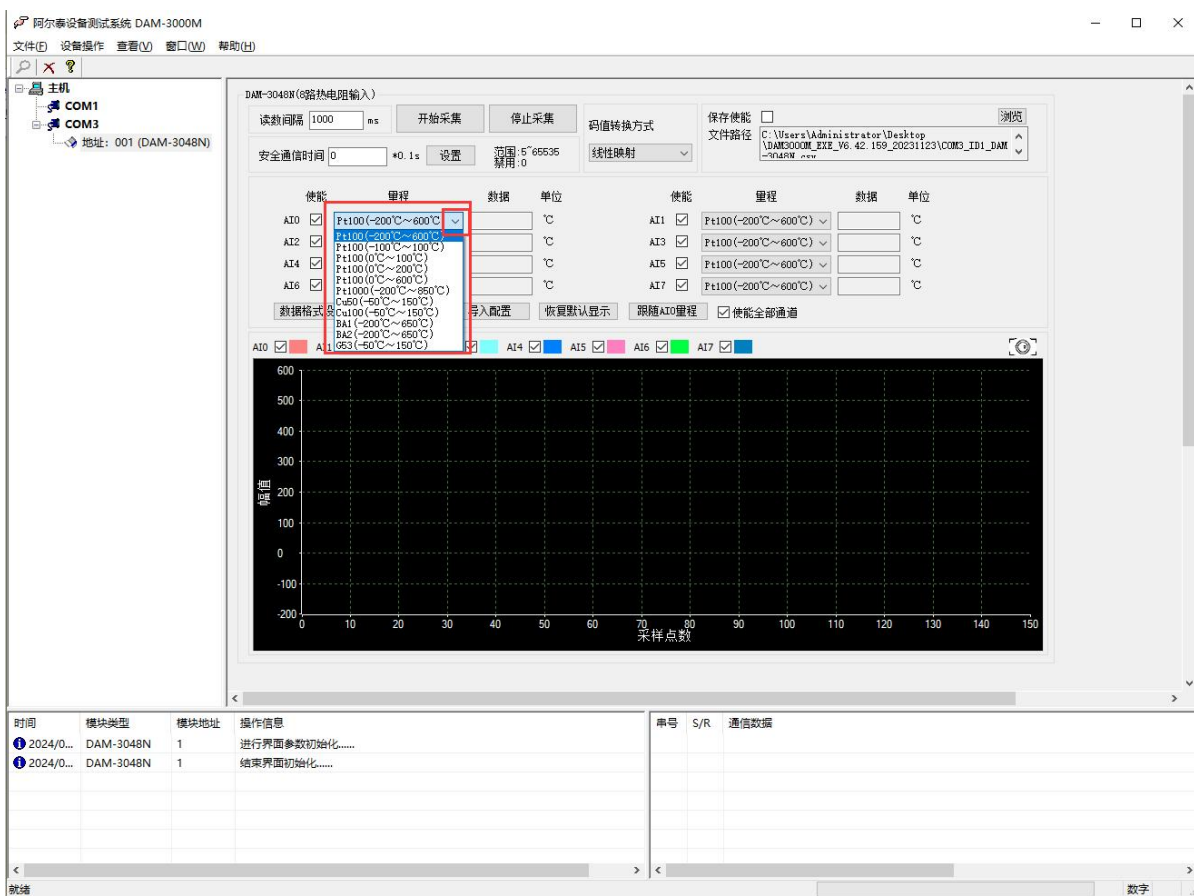 阿尔泰设备测试系统 DAM-3000M
文件(F) 设备操作 查看(V) 窗口(W) 帮助(H)
主机
COM1
COM3
地址：001 (DAM-3048N)
DAM-3048N(8路热电阻输入)
读数间隔 1000 ms 开始采集 停止采集
安全通信时间 0 *0.1s 设置 范围:5~65535
禁用:0
码值转换方式
线性映射
保存使能 浏览
文件路径 C:\Users\Administrator\Desktop
\DAM3000M_EXE_V6.42.159_20231123\COM3_ID1_DAM
-3048N.csv
使能 量程 数据 单位 使能 量程 数据 单位
AI0 Pt100(-200℃～600℃) ℃ AI1 Pt100(-200℃～600℃) ℃
AI2 ℃ AI3 Pt100(-200℃～600℃) ℃
AI4 ℃ AI5 Pt100(-200℃～600℃) ℃
AI6 ℃ AI7 Pt100(-200℃～600℃) ℃
Pt100(-200℃～600℃)
Pt100(-100℃～100℃)
Pt100(0℃～100℃)
Pt100(0℃～200℃)
Pt100(0℃～600℃)
Pt1000(-200℃～850℃)
Cu50(-50℃～150℃)
Cu100(-50℃～150℃)
BA1(-200℃～650℃)
BA2(-200℃～650℃)
G53(-50℃～150℃)
数据格式 导入配置 恢复默认显示 跟随AI0量程 使能全部通道
AI0 AI1 AI4 AI5 AI6 AI7
600
500
400
300
200
100
0
-100
-200
幅值
0 10 20 30 40 50 60 70 80 90 100 110 120 130 140 150
采样点数
时间 模块类型 模块地址 操作信息
2024/0... DAM-3048N 1 进行界面参数初始化......
2024/0... DAM-3048N 1 结束界面初始化......
串号 S/R 通信数据
就绪 数字